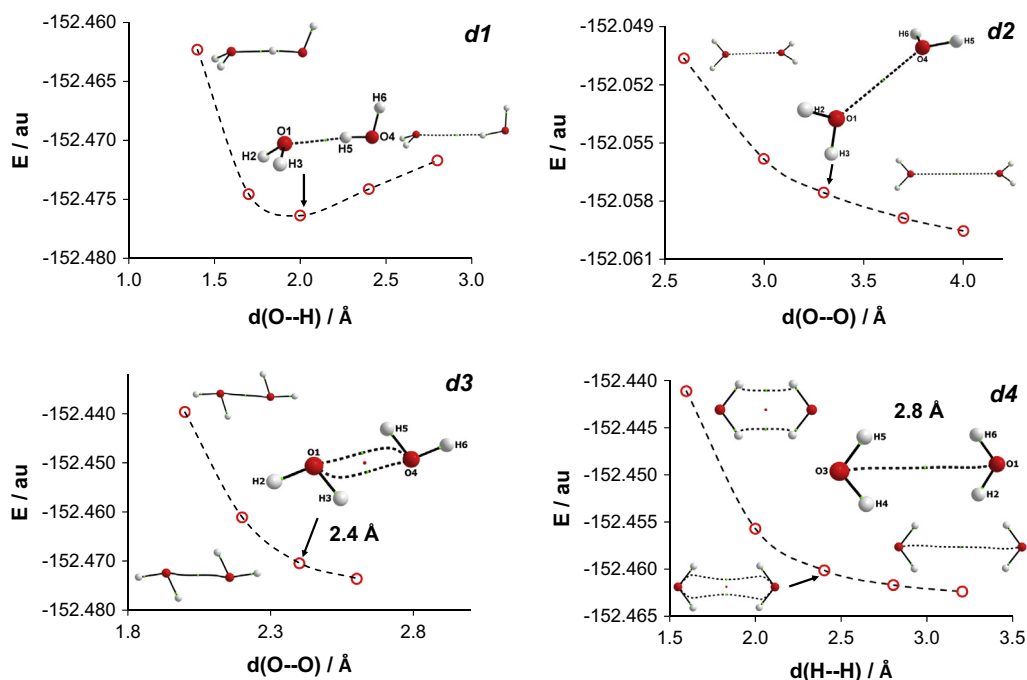 d1
E / au
-152.460
-152.465
-152.470
-152.475
-152.480
H6
O1
O4
H5
H2
H3
1.0 1.5 2.0 2.5 3.0
d(O--H) / Å
d2
E / au
-152.049
-152.052
-152.055
-152.058
-152.061
H6
H5
O4
H2
O1
H3
2.5 3.0 3.5 4.0
d(O--O) / Å
d3
E / au
-152.440
-152.450
-152.460
-152.470
-152.480
H5
O1
H6
O4
H2
H3
2.4 Å
1.8 2.3 2.8
d(O--O) / Å
d4
E / au
-152.440
-152.445
-152.450
-152.455
-152.460
-152.465
2.8 Å
H5
H6
O3
O1
H4
H2
1.5 2.0 2.5 3.0 3.5
d(H--H) / Å